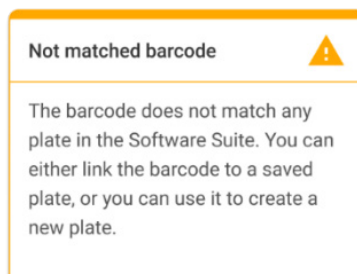 Not matched barcode
The barcode does not match any
plate in the Software Suite. You can
either link the barcode to a saved
plate, or you can use it to create a
new plate.